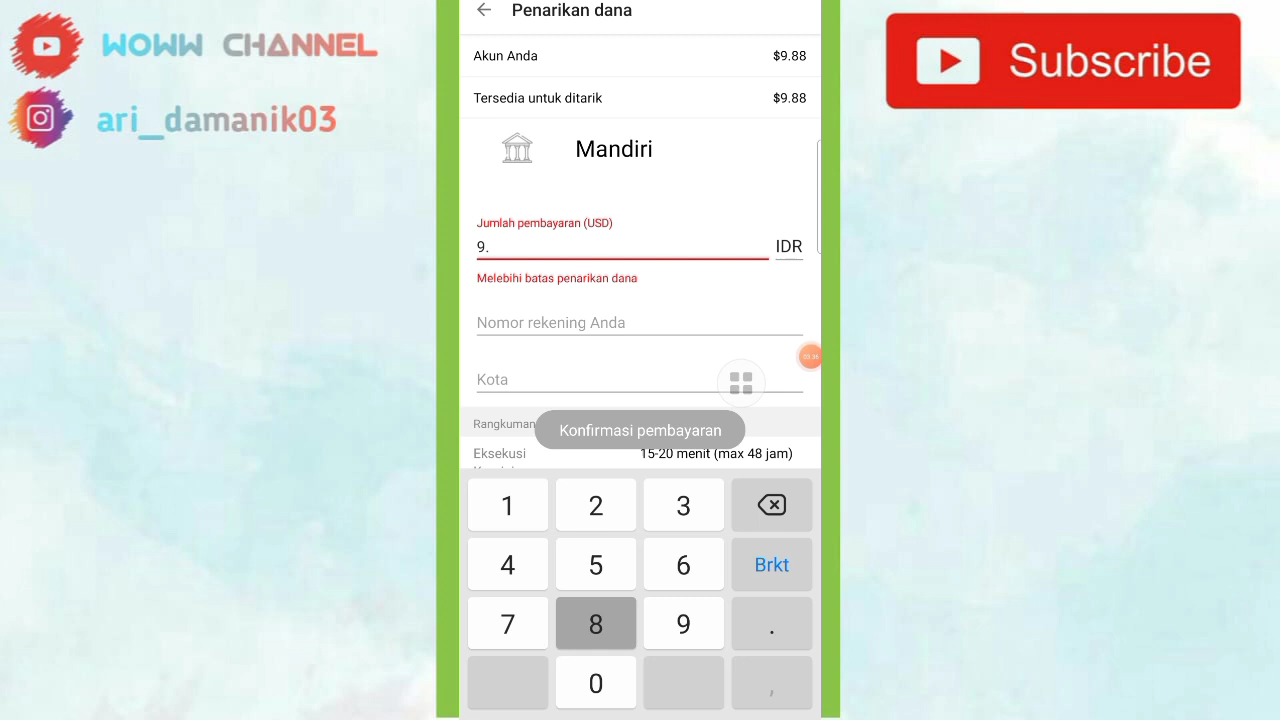 WOWW CHANNEL
ari_damanik03
Subscribe
Penarikan dana
Akun Anda $9.88
Tersedia untuk ditarik $9.88
Mandiri
Jumlah pembayaran (USD)
9. IDR
Melebihi batas penarikan dana
Nomor rekening Anda
Kota
Rangkuman
Konfirmasi pembayaran
Eksekusi 15-20 menit (max 48 jam)
1 2 3
4 5 6 Brkt
7 8 9 .
0 ,